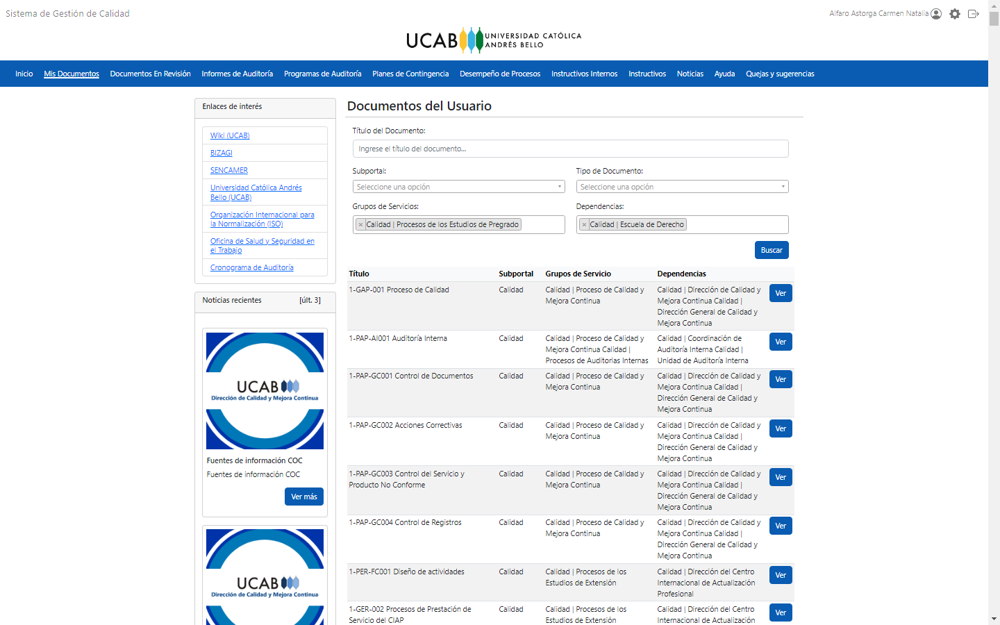 Sistema de Gestión de Calidad
Alfaro Astorga Carmen Natalia
UCAB
UNIVERSIDAD CATÓLICA
ANDRÉS BELLO
Inicio
Mis Documentos
Documentos En Revisión
Informes de Auditoría
Programas de Auditoría
Planes de Contingencia
Desempeño de Procesos
Instructivos Internos
Instructivos
Noticias
Ayuda
Quejas y sugerencias
Enlaces de interés
Wiki (UCAB)
BIZAGI
SENCAMER
Universidad Católica Andrés
Bello (UCAB)
Organización Internacional para
la Normalización (ISO)
Oficina de Salud y Seguridad en
el Trabajo
Cronograma de Auditoría
Noticias recientes [últ. 3]
UCAB
Dirección de Calidad y Mejora Continua
Fuentes de información COC
Fuentes de información COC
Ver más
UCAB
Dirección de Calidad y Mejora Continua
Documentos del Usuario
Título del Documento:
Ingrese el título del documento...
Subportal:
Seleccione una opción
Tipo de Documento:
Seleccione una opción
Grupos de Servicios:
× Calidad | Procesos de los Estudios de Pregrado
Dependencias:
× Calidad | Escuela de Derecho
Buscar
Título Subportal Grupos de Servicio Dependencias
1-GAP-001 Proceso de Calidad
Calidad
Calidad | Proceso de Calidad y
Mejora Continua
Calidad | Dirección de Calidad y
Mejora Continua Calidad |
Dirección General de Calidad y
Mejora Continua
Ver
1-PAP-AI001 Auditoría Interna
Calidad
Calidad | Proceso de Calidad y
Mejora Continua Calidad |
Procesos de Auditorias Internas
Calidad | Coordinación de
Auditoría Interna Calidad |
Unidad de Auditoría Interna
Ver
1-PAP-GC001 Control de Documentos
Calidad
Calidad | Proceso de Calidad y
Mejora Continua
Calidad | Dirección de Calidad y
Mejora Continua Calidad |
Dirección General de Calidad y
Mejora Continua
Ver
1-PAP-GC002 Acciones Correctivas
Calidad
Calidad | Proceso de Calidad y
Mejora Continua
Calidad | Dirección de Calidad y
Mejora Continua Calidad |
Dirección General de Calidad y
Mejora Continua
Ver
1-PAP-GC003 Control del Servicio y
Producto No Conforme
Calidad
Calidad | Proceso de Calidad y
Mejora Continua
Calidad | Dirección de Calidad y
Mejora Continua Calidad |
Dirección General de Calidad y
Mejora Continua
Ver
1-PAP-GC004 Control de Registros
Calidad
Calidad | Proceso de Calidad y
Mejora Continua
Calidad | Dirección de Calidad y
Mejora Continua Calidad |
Dirección General de Calidad y
Mejora Continua
Ver
1-PER-FC001 Diseño de actividades
Calidad
Calidad | Procesos de los
Estudios de Extensión
Calidad | Dirección del Centro
Internacional de Actualización
Profesional
Ver
1-GER-002 Procesos de Prestación de
Servicio del CIAP
Calidad
Calidad | Procesos de los
Estudios de Extensión
Calidad | Dirección del Centro
Internacional de Actualización
Ver